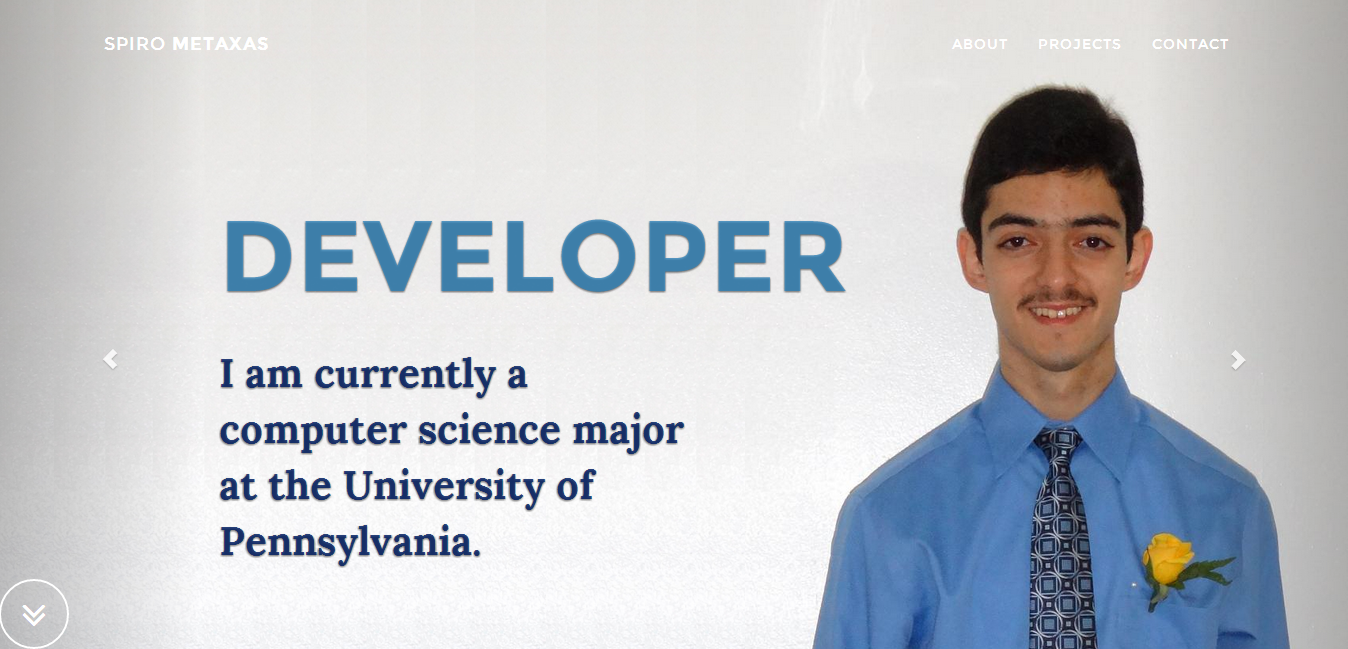 SPIRO METAXAS
ABOUT PROJECTS CONTACT
DEVELOPER
I am currently a
computer science major
at the University of
Pennsylvania.